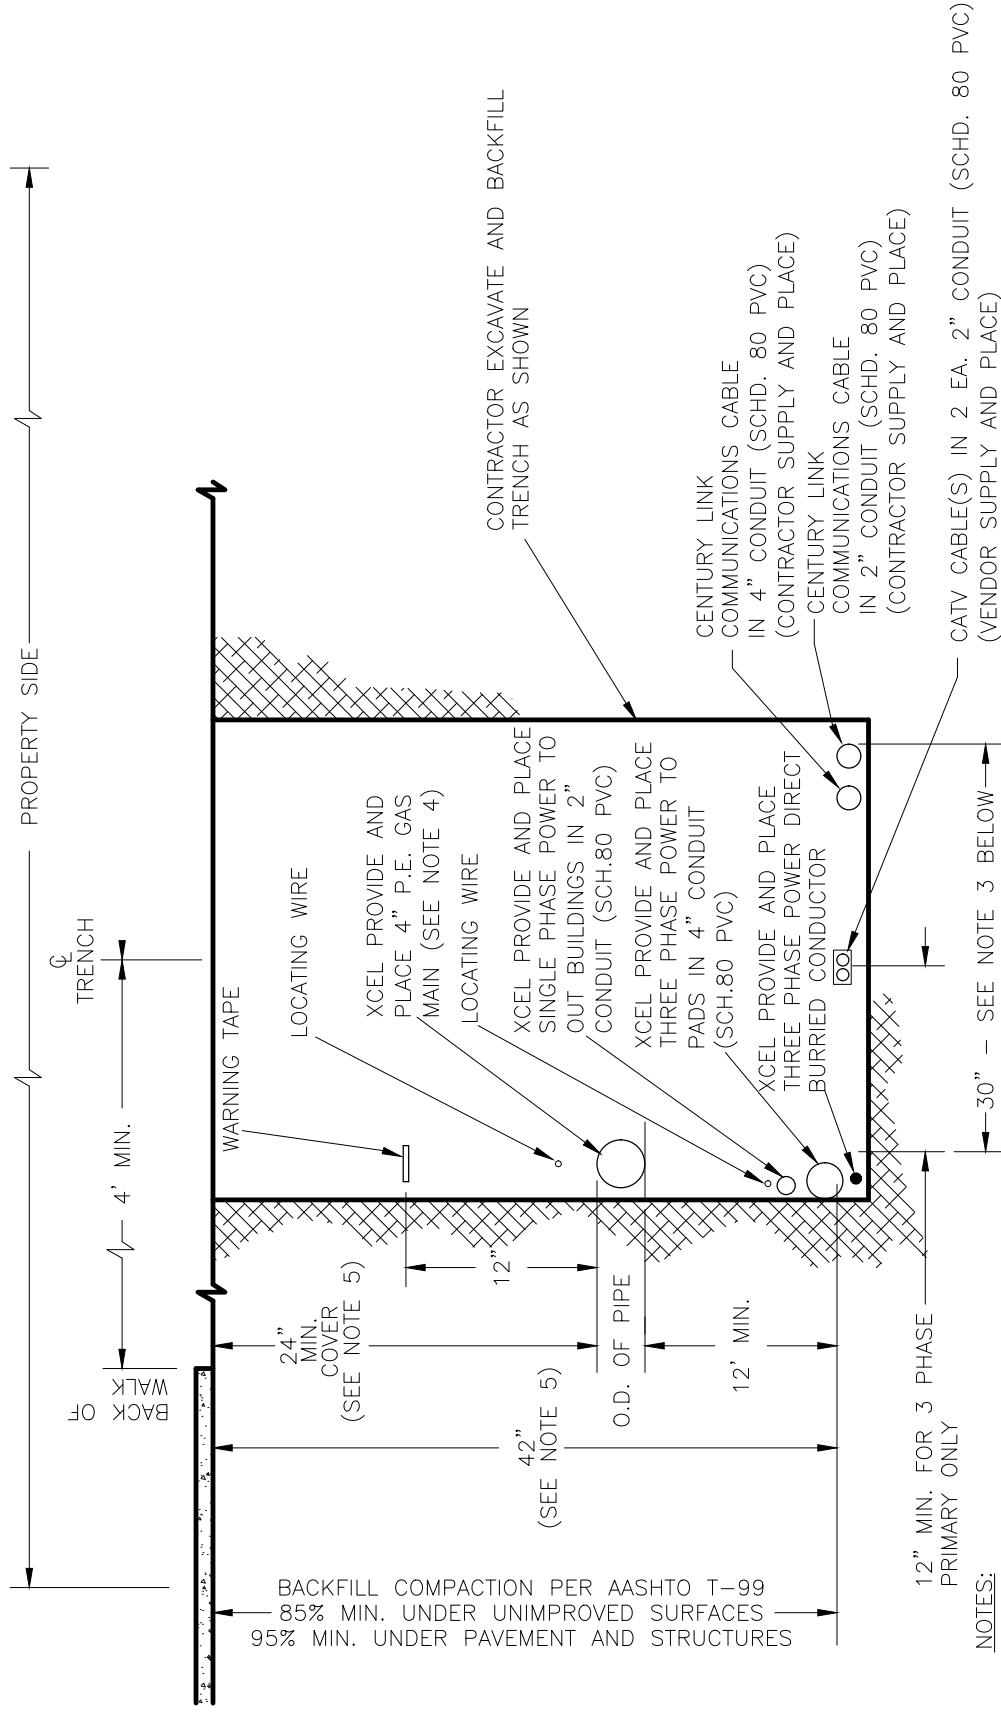 PROPERTY SIDE
℄
TRENCH
4' MIN.
BACK OF
WALK
WARNING TAPE
LOCATING WIRE
XCEL PROVIDE AND
PLACE 4" P.E. GAS
MAIN (SEE NOTE 4)
LOCATING WIRE
XCEL PROVIDE AND PLACE
SINGLE PHASE POWER TO
OUT BUILDINGS IN 2"
CONDUIT (SCH.80 PVC)
XCEL PROVIDE AND PLACE
THREE PHASE POWER TO
PADS IN 4" CONDUIT
(SCH.80 PVC)
XCEL PROVIDE AND PLACE
THREE PHASE POWER DIRECT
BURRIED CONDUCTOR
CONTRACTOR EXCAVATE AND BACKFILL
TRENCH AS SHOWN
CENTURY LINK
COMMUNICATIONS CABLE
IN 4" CONDUIT (SCHD. 80 PVC)
(CONTRACTOR SUPPLY AND PLACE)
CENTURY LINK
COMMUNICATIONS CABLE
IN 2" CONDUIT (SCHD. 80 PVC)
(CONTRACTOR SUPPLY AND PLACE)
CATV CABLE(S) IN 2 EA. 2" CONDUIT (SCHD. 80 PVC)
(VENDOR SUPPLY AND PLACE)
12"
24"
MIN.
COVER
(SEE NOTE 5)
O.D. OF PIPE
12' MIN.
42"
(SEE NOTE 5)
BACKFILL COMPACTION PER AASHTO T-99
85% MIN. UNDER UNIMPROVED SURFACES
95% MIN. UNDER PAVEMENT AND STRUCTURES
12" MIN. FOR 3 PHASE
PRIMARY ONLY
30" - SEE NOTE 3 BELOW
NOTES: